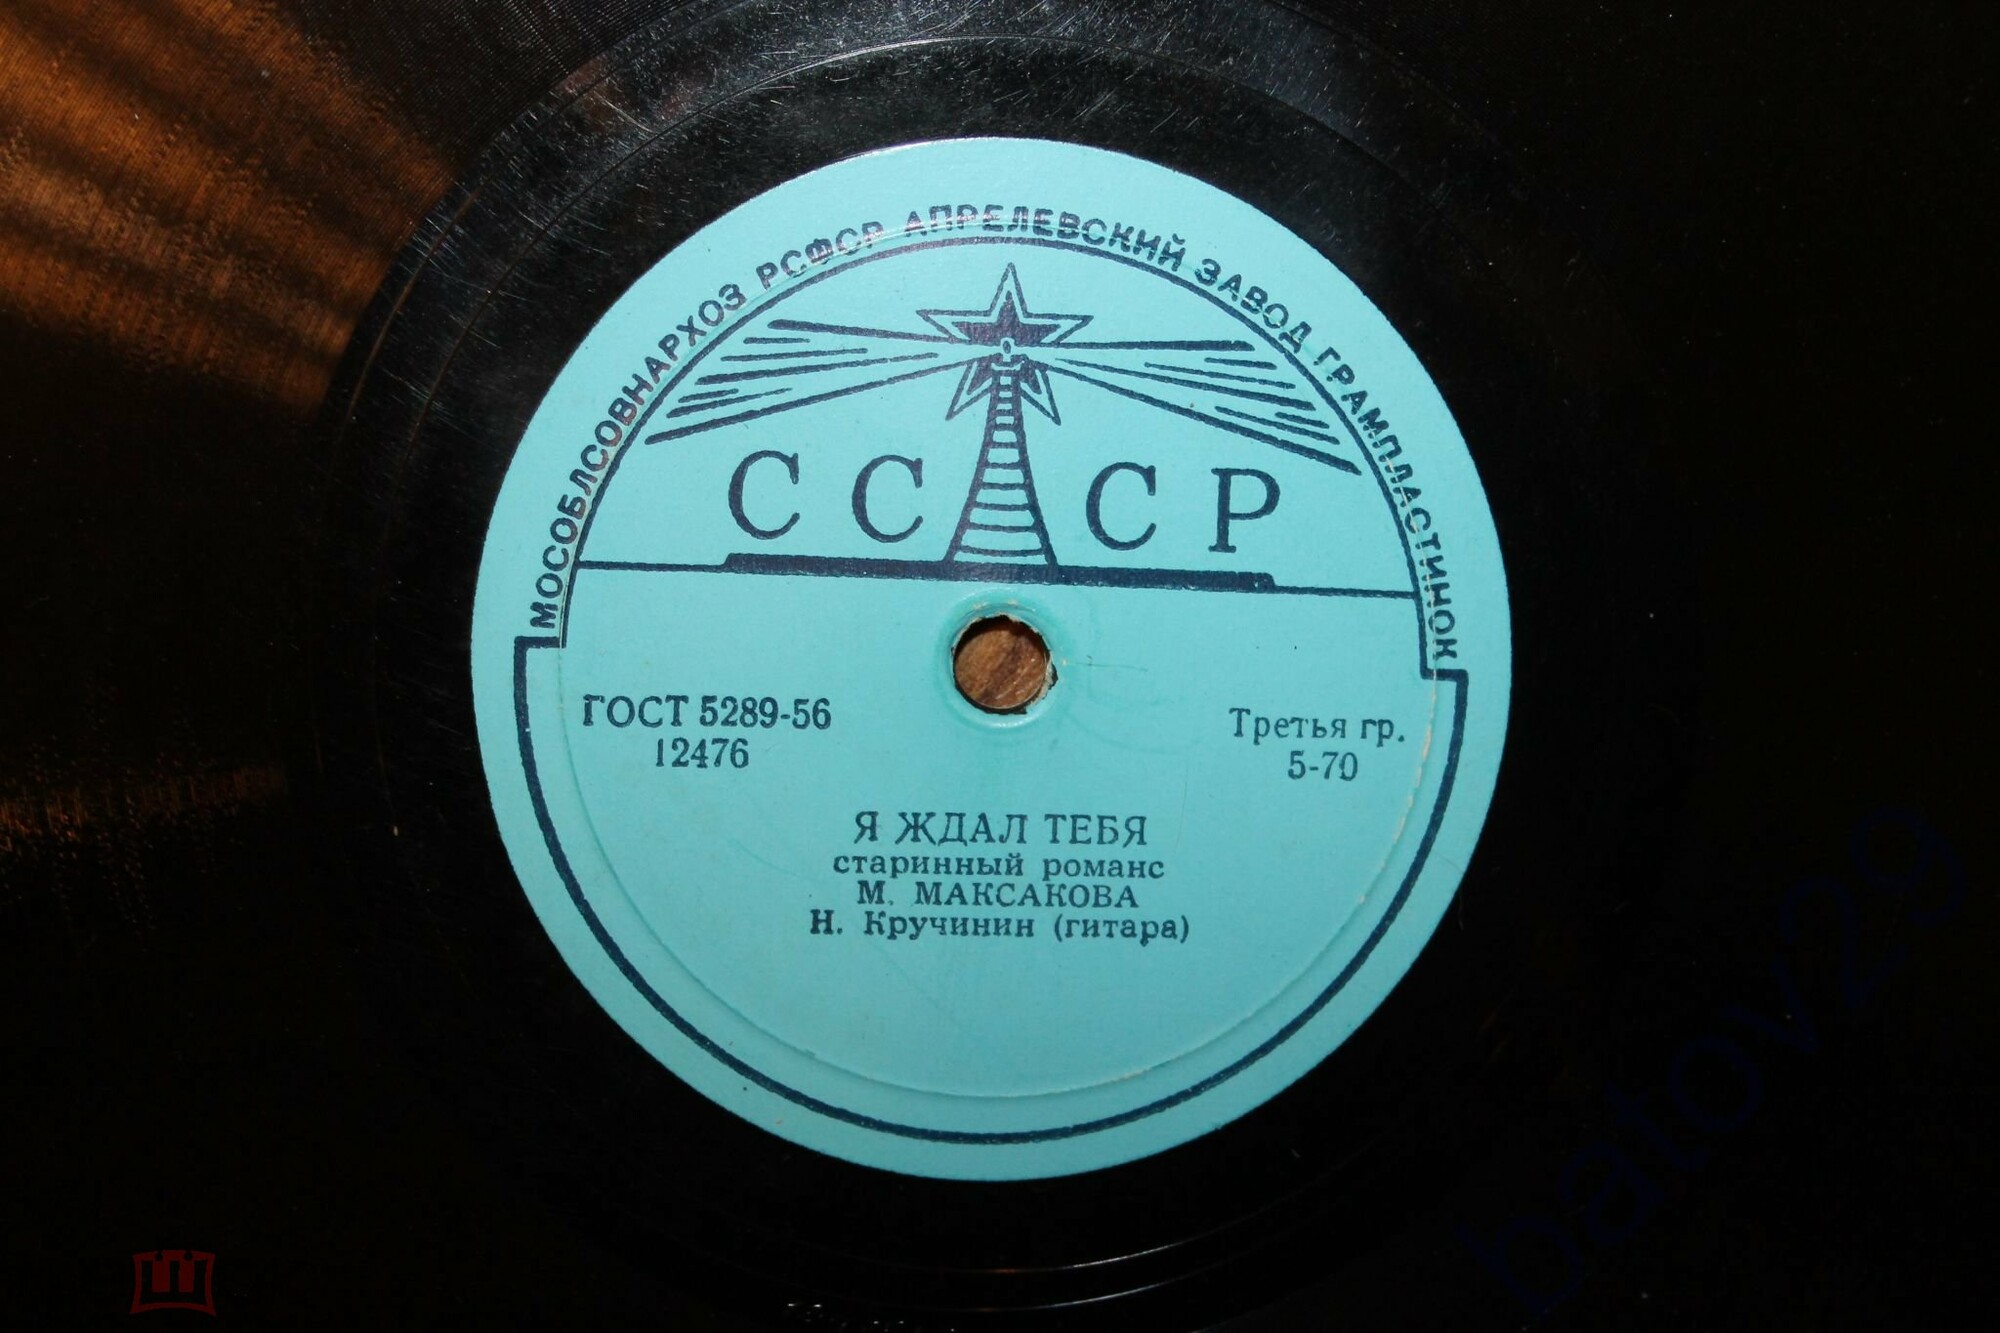 МОСОБЛСОВНАРХОЗ РСФСР АПРЕЛЕВСКИЙ ЗАВОД ГРАМПЛАСТИНОК
СССР
ГОСТ 5289-56
12476
Третья гр.
5-70
Я ЖДАЛ ТЕБЯ
старинный романс
М. МАКСАКОВА
Н. Кручинин (гитара)
batov29